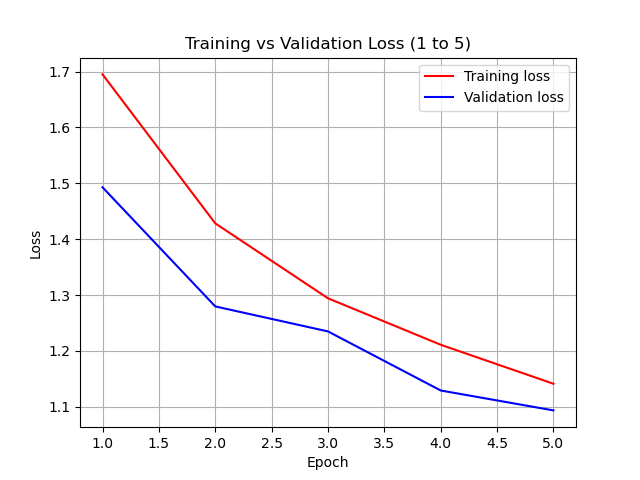 Training vs Validation Loss (1 to 5)
1.7
1.6
1.5
1.4
1.3
1.2
1.1
Loss
Training loss
Validation loss
1.0 1.5 2.0 2.5 3.0 3.5 4.0 4.5 5.0
Epoch